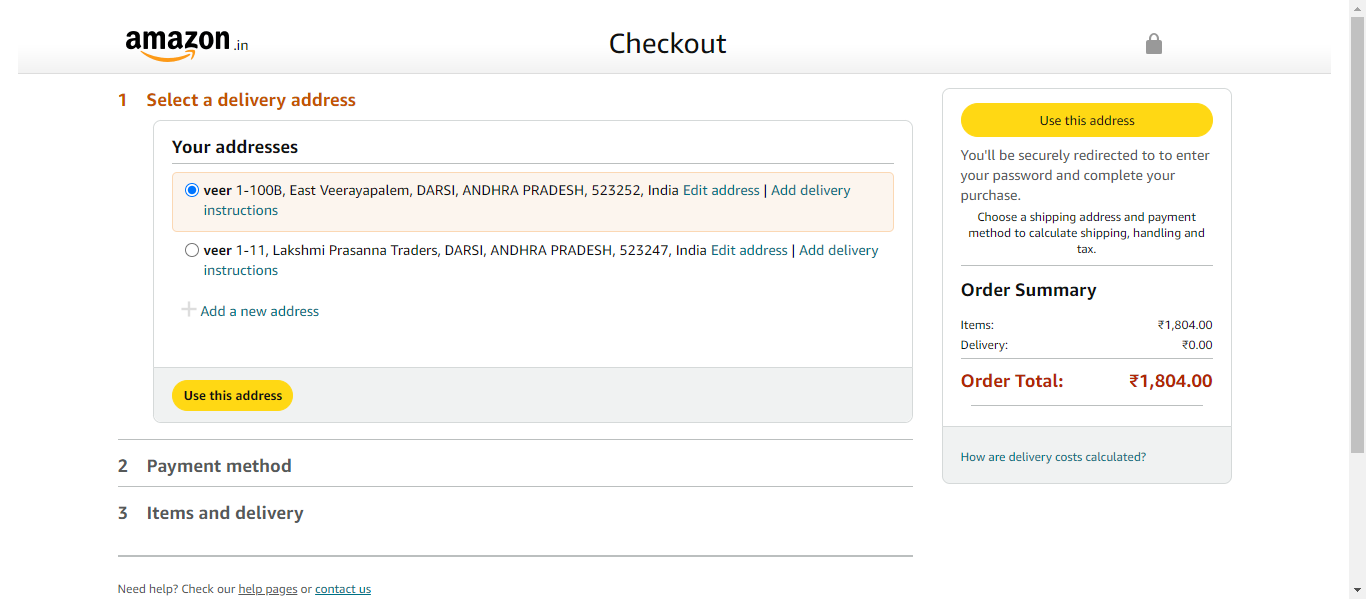 amazon.in
Checkout
1 Select a delivery address
Your addresses
veer 1-100B, East Veerayapalem, DARSI, ANDHRA PRADESH, 523252, India Edit address | Add delivery
instructions
veer 1-11, Lakshmi Prasanna Traders, DARSI, ANDHRA PRADESH, 523247, India Edit address | Add delivery
instructions
Add a new address
Use this address
2 Payment method
3 Items and delivery
Need help? Check our help pages or contact us
Use this address
You'll be securely redirected to to enter
your password and complete your
purchase.
Choose a shipping address and payment
method to calculate shipping, handling and
tax.
Order Summary
Items: ₹1,804.00
Delivery: ₹0.00
Order Total: ₹1,804.00
How are delivery costs calculated?